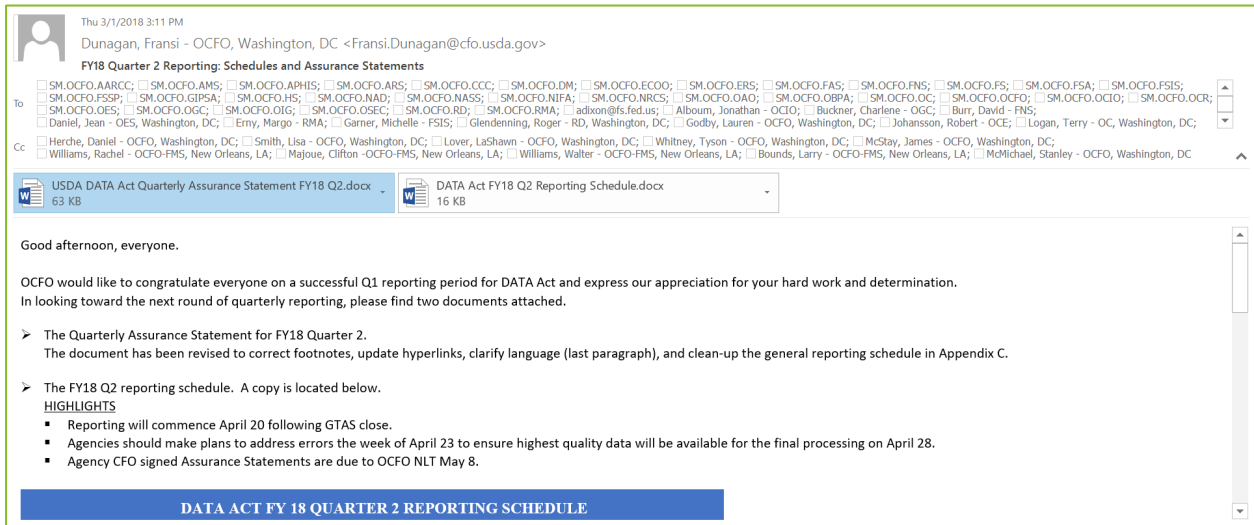 Thu 3/1/2018 3:11 PM
Dunagan, Fransi - OCFO, Washington, DC <Fransi.Dunagan@cfo.usda.gov>
FY18 Quarter 2 Reporting: Schedules and Assurance Statements
To SM.OCFO.AARCC; SM.OCFO.AMS; SM.OCFO.APHIS; SM.OCFO.ARS; SM.OCFO.CCC; SM.OCFO.DM; SM.OCFO.ECOO; SM.OCFO.ERS; SM.OCFO.FAS; SM.OCFO.FNS; SM.OCFO.FS; SM.OCFO.FSA; SM.OCFO.FSIS;
SM.OCFO.FSSP; SM.OCFO.GIPSA; SM.OCFO.HS; SM.OCFO.NAD; SM.OCFO.NASS; SM.OCFO.NIFA; SM.OCFO.NRCS; SM.OCFO.OAO; SM.OCFO.OBPA; SM.OCFO.OC; SM.OCFO.OCFO; SM.OCFO.OCIO; SM.OCFO.OCR;
SM.OCFO.OES; SM.OCFO.OGC; SM.OCFO.OIG; SM.OCFO.OSEC; SM.OCFO.RD; SM.OCFO.RMA; adixon@fs.fed.us; Alboum, Jonathan - OCIO; Buckner, Charlene - OGC; Burr, David - FNS;
Daniel, Jean - OES, Washington, DC; Erny, Margo - RMA; Garner, Michelle - FSIS; Glendenning, Roger - RD, Washington, DC; Godby, Lauren - OCFO, Washington, DC; Johansson, Robert - OCE; Logan, Terry - OC, Washington, DC;
Cc Herche, Daniel - OCFO, Washington, DC; Smith, Lisa - OCFO, Washington, DC; Lover, LaShawn - OCFO, Washington, DC; Whitney, Tyson - OCFO, Washington, DC; McStay, James - OCFO, Washington, DC;
Williams, Rachel - OCFO-FMS, New Orleans, LA; Majoue, Clifton -OCFO-FMS, New Orleans, LA; Williams, Walter - OCFO-FMS, New Orleans, LA; Bounds, Larry - OCFO-FMS, New Orleans, LA; McMichael, Stanley - OCFO, Washington, DC
USDA DATA Act Quarterly Assurance Statement FY18 Q2.docx
63 KB
DATA Act FY18 Q2 Reporting Schedule.docx
16 KB
Good afternoon, everyone.
OCFO would like to congratulate everyone on a successful Q1 reporting period for DATA Act and express our appreciation for your hard work and determination.
In looking toward the next round of quarterly reporting, please find two documents attached.
➢ The Quarterly Assurance Statement for FY18 Quarter 2.
The document has been revised to correct footnotes, update hyperlinks, clarify language (last paragraph), and clean-up the general reporting schedule in Appendix C.
➢ The FY18 Q2 reporting schedule. A copy is located below.
HIGHLIGHTS
▪ Reporting will commence April 20 following GTAS close.
▪ Agencies should make plans to address errors the week of April 23 to ensure highest quality data will be available for the final processing on April 28.
▪ Agency CFO signed Assurance Statements are due to OCFO NLT May 8.
DATA ACT FY 18 QUARTER 2 REPORTING SCHEDULE